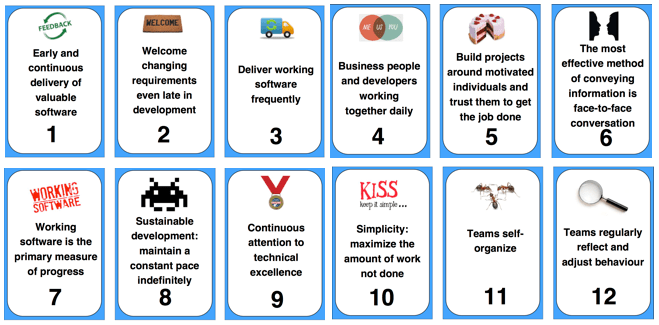 FEEDBACK
Early and
continuous
delivery of
valuable
software
1
WELCOME
Welcome
changing
requirements
even late in
development
2
Deliver working
software
frequently
3
ME US YOU
Business people
and developers
working
together daily
4
Build projects
around motivated
individuals and
trust them to get
the job done
5
The most
effective method
of conveying
information is
face-to-face
conversation
6
WORKING
SOFTWARE
Working
software is the
primary measure
of progress
7
Sustainable
development:
maintain a
constant pace
indefinitely
8
Continuous
attention to
technical
excellence
9
KISS
keep it simple...
Simplicity:
maximize the
amount of work
not done
10
Teams self-
organize
11
Teams regularly
reflect and
adjust behaviour
12